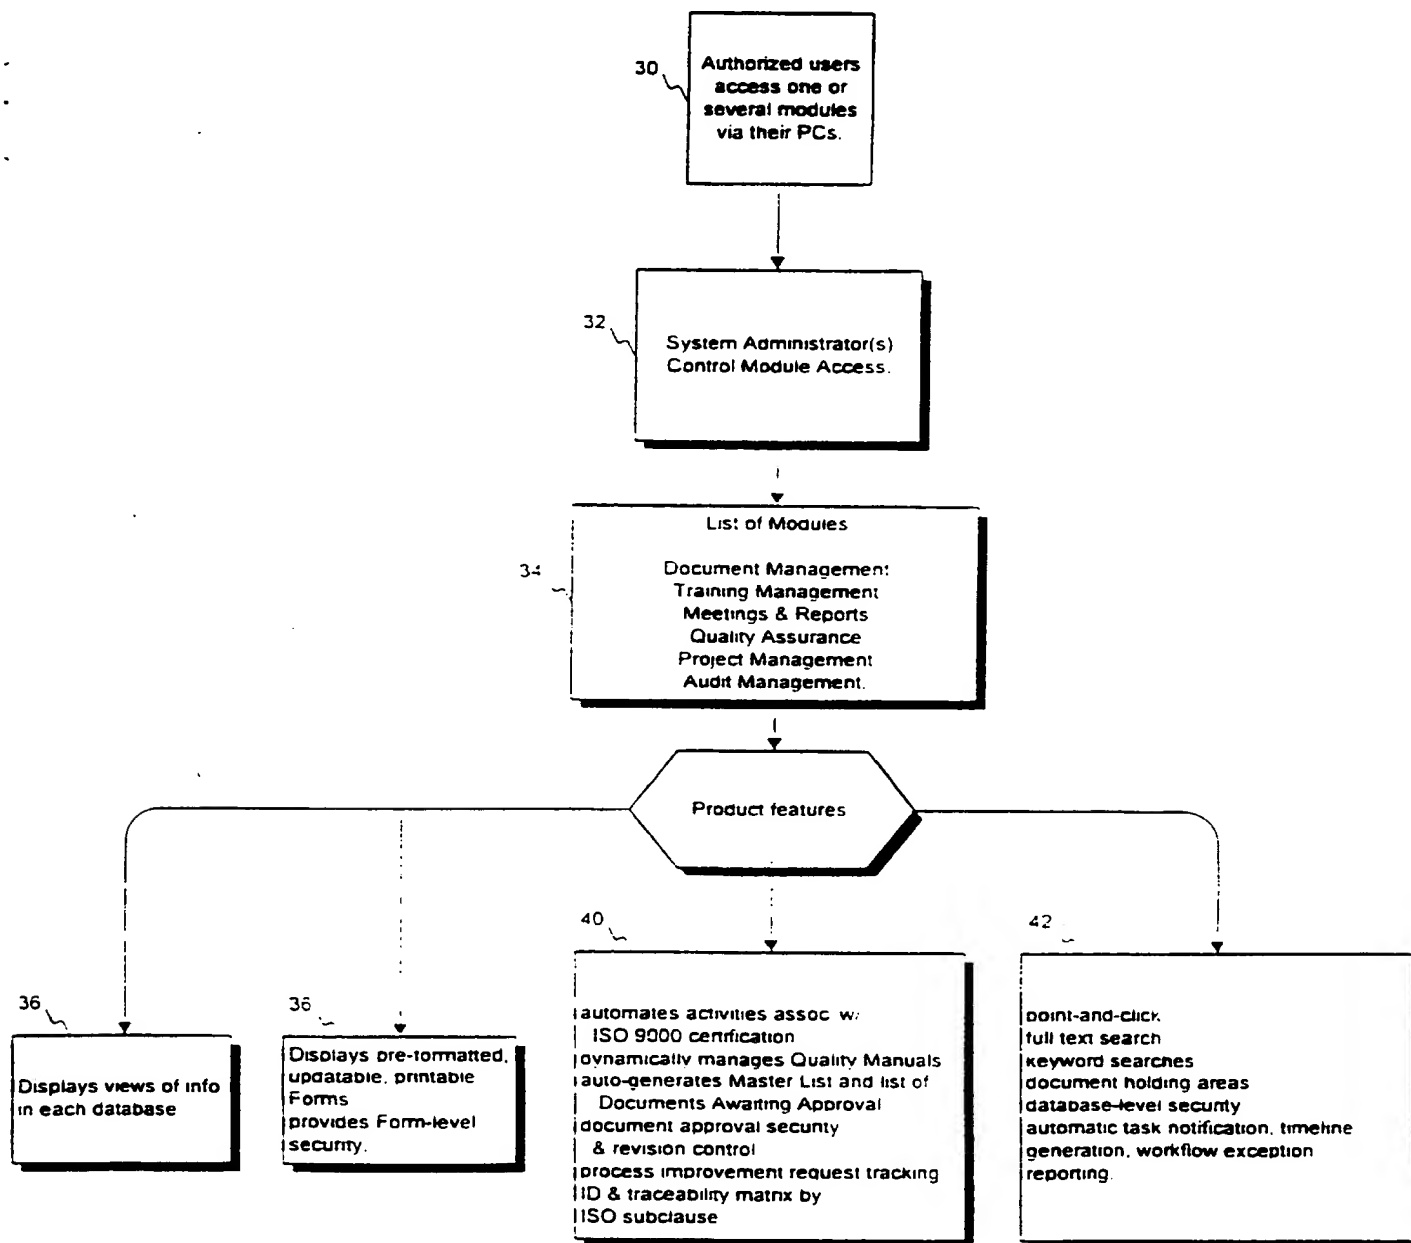 30
Authorized users
access one or
several modules
via their PCs.
32
System Administrator(s)
Control Module Access.
34
List of Modules
Document Management
Training Management
Meetings & Reports
Quality Assurance
Project Management
Audit Management.
Product features
36
Displays views of info
in each database
36
Displays pre-formatted,
updatable, printable
Forms
provides Form-level
security.
40
automates activities assoc w/
ISO 9000 certification
dynamically manages Quality Manuals
auto-generates Master List and list of
Documents Awaiting Approval
document approval security
& revision control
process improvement request tracking
ID & traceability matrix by
ISO subclause
42
point-and-click
full text search
keyword searches
document holding areas
database-level security
automatic task notification, timeline
generation, workflow exception
reporting.